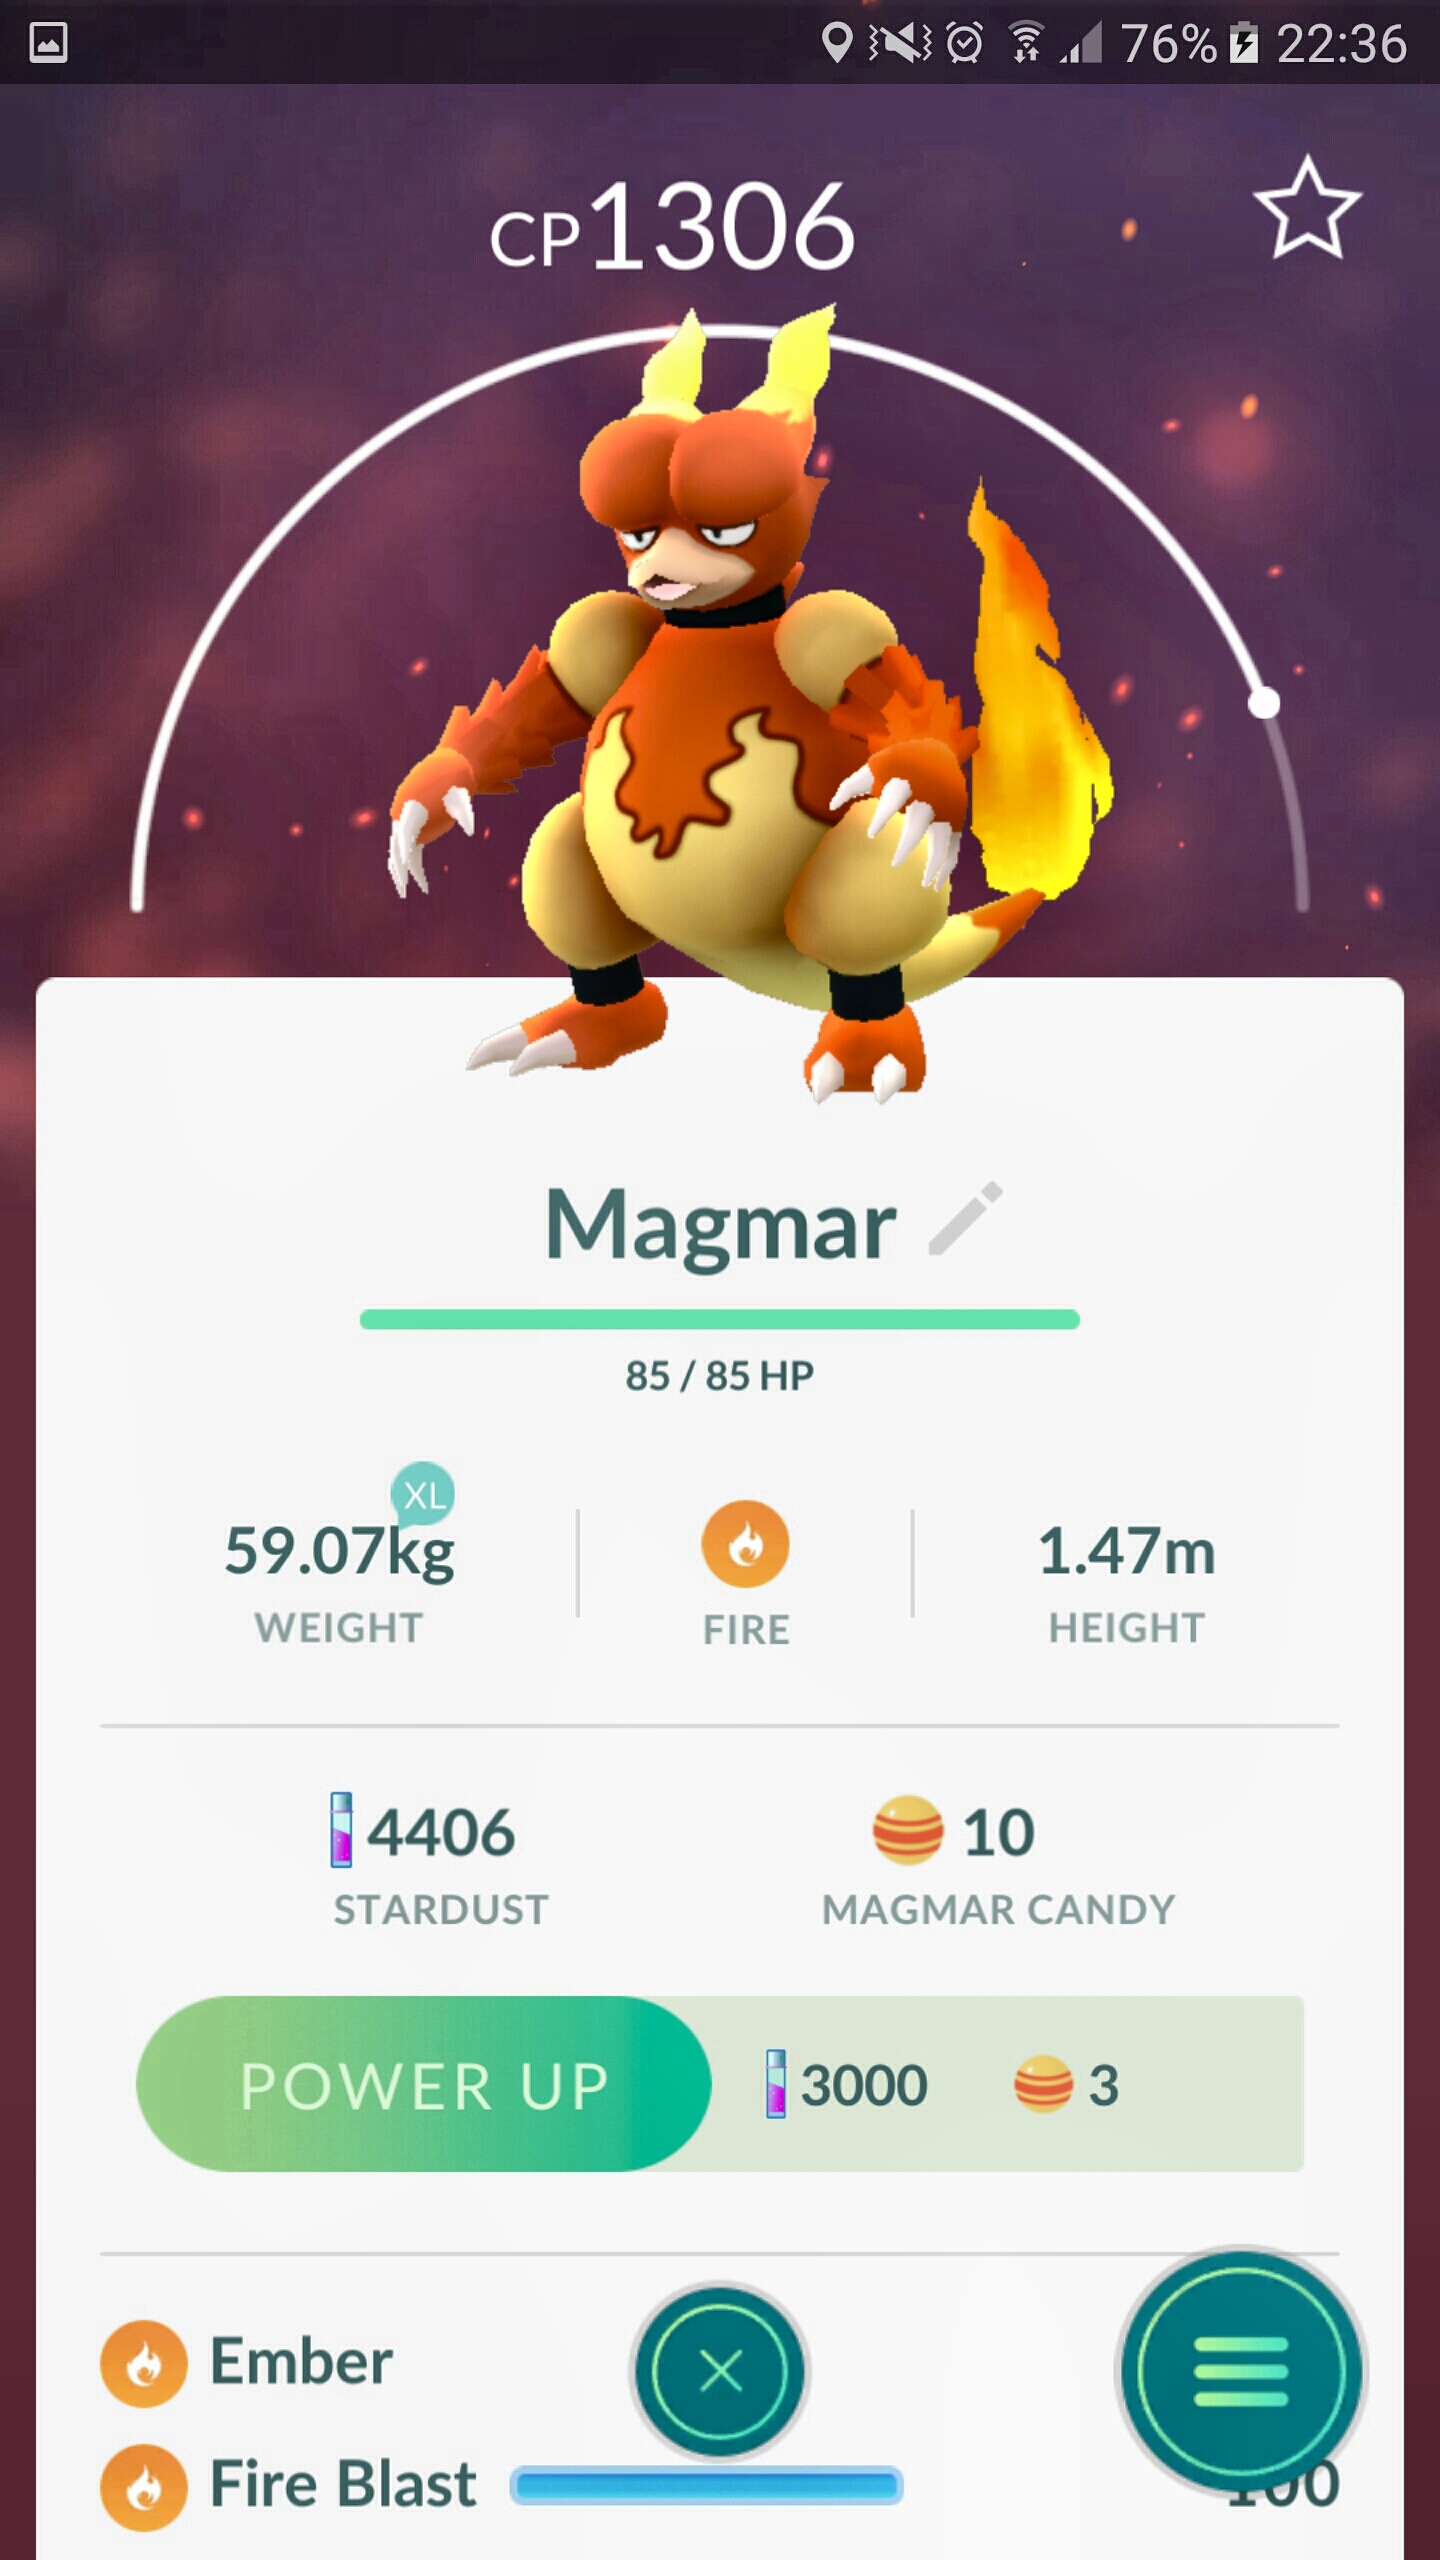 76% 22:36
CP1306
Magmar
85 / 85 HP
XL
59.07kg 1.47m
WEIGHT FIRE HEIGHT
4406 10
STARDUST MAGMAR CANDY
POWER UP 3000 3
Ember
Fire Blast 100